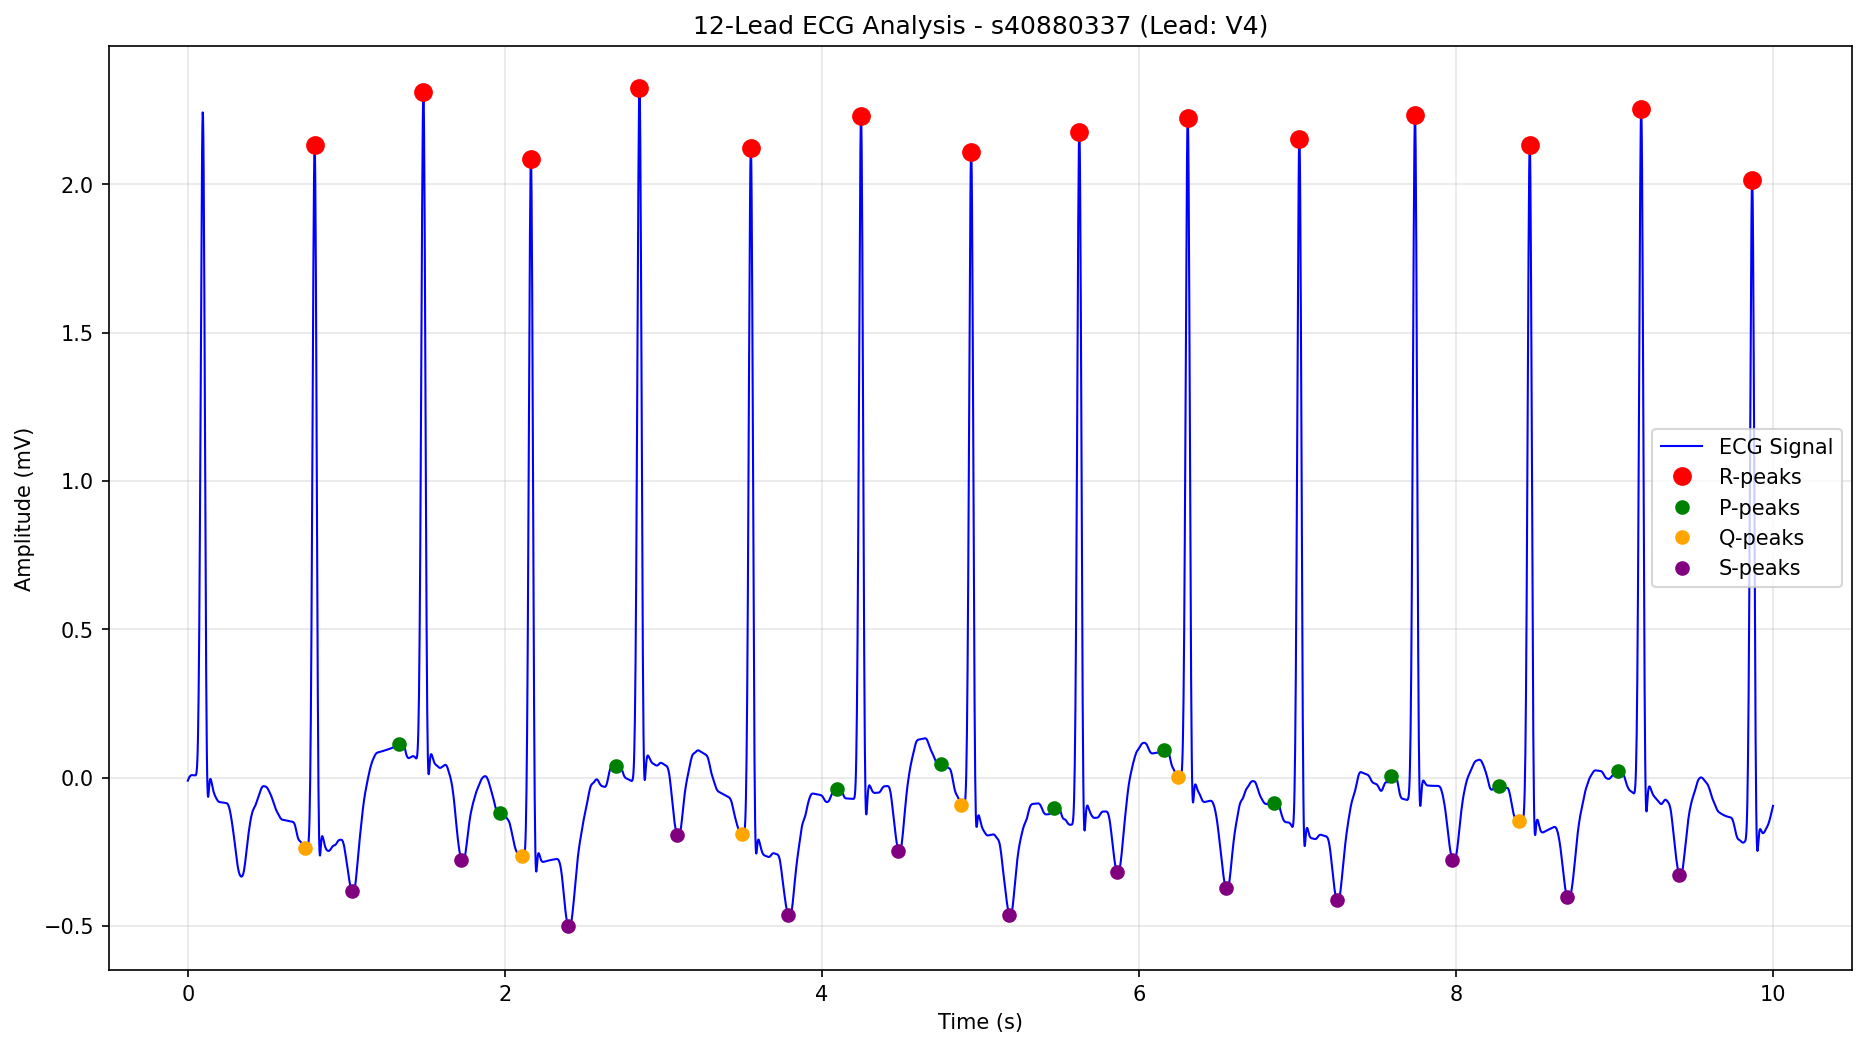 12-Lead ECG Analysis - s40880337 (Lead: V4)
Amplitude (mV)
2.0
1.5
1.0
0.5
0.0
−0.5
ECG Signal
R-peaks
P-peaks
Q-peaks
S-peaks
0 2 4 6 8 10
Time (s)